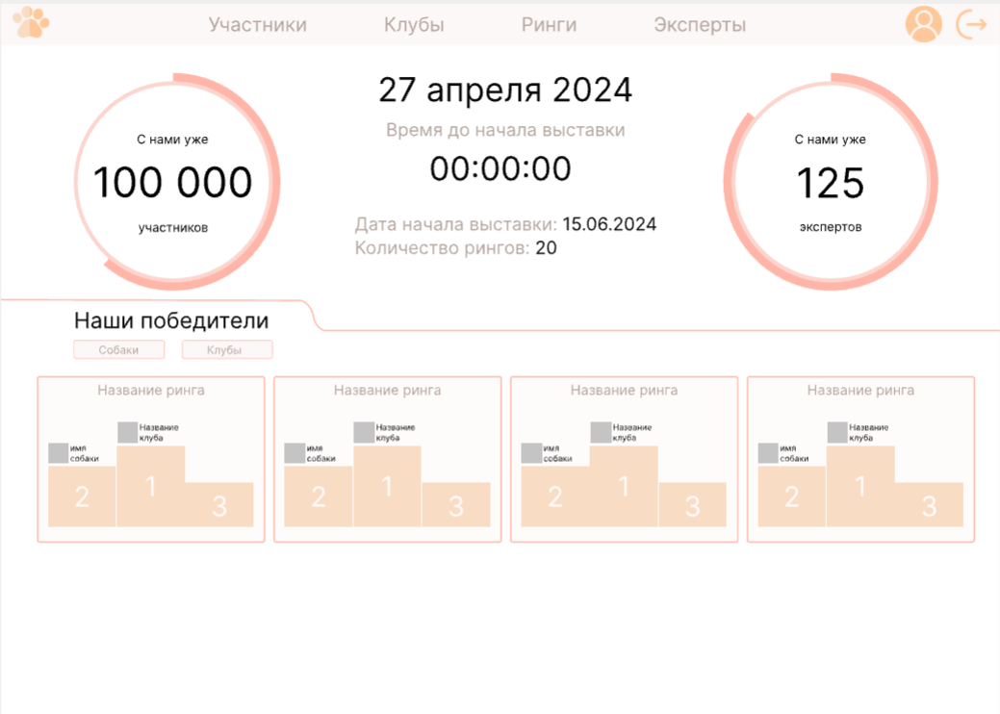 Участники Клубы Ринги Эксперты
27 апреля 2024
Время до начала выставки
00:00:00
Дата начала выставки: 15.06.2024
Количество рингов: 20
С нами уже
100 000
участников
С нами уже
125
экспертов
Наши победители
Собаки Клубы
Название ринга
Название
клуба
имя
собаки
2 1 3
Название ринга
Название
клуба
имя
собаки
2 1 3
Название ринга
Название
клуба
имя
собаки
2 1 3
Название ринга
Название
клуба
имя
собаки
2 1 3